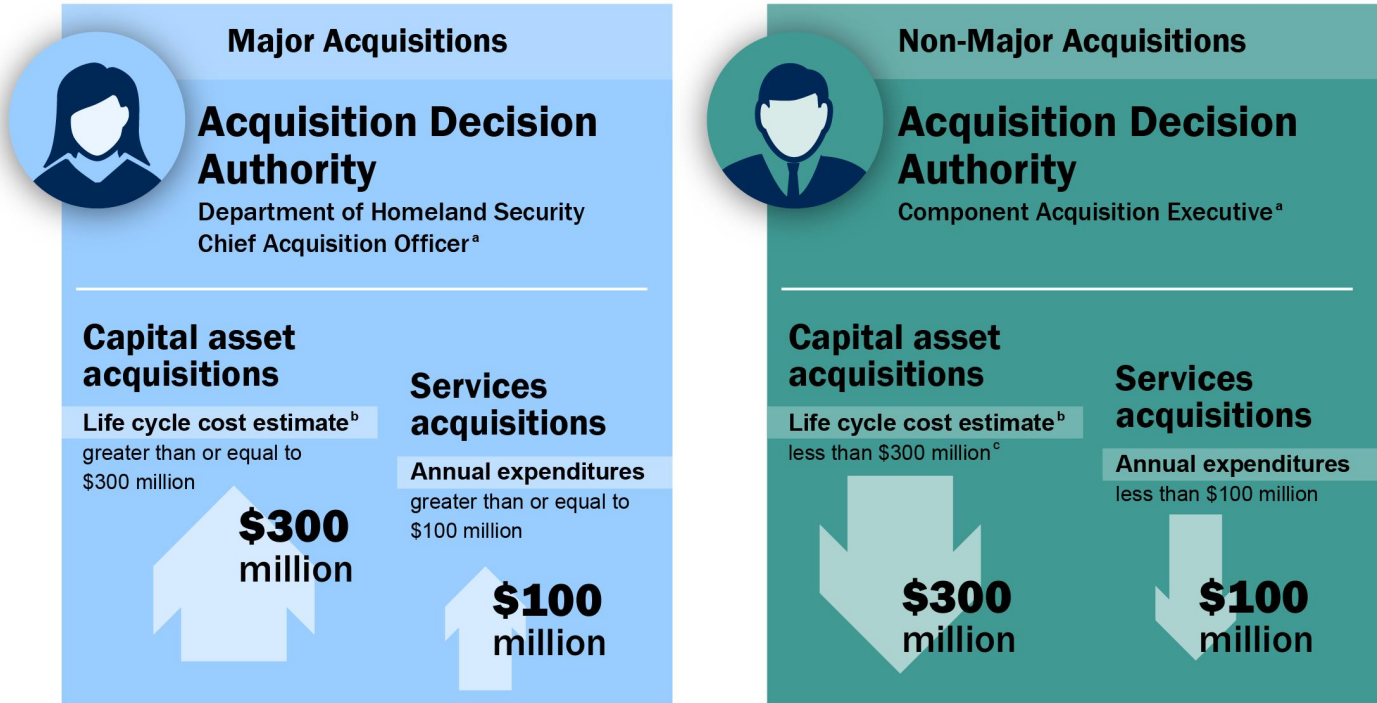 Major Acquisitions
Acquisition Decision
Authority
Department of Homeland Security
Chief Acquisition Officer a
Capital asset
acquisitions
Life cycle cost estimate b
greater than or equal to
$300 million
$300
million
Services
acquisitions
Annual expenditures
greater than or equal to
$100 million
$100
million
Non-Major Acquisitions
Acquisition Decision
Authority
Component Acquisition Executive a
Capital asset
acquisitions
Life cycle cost estimate b
less than $300 million c
$300
million
Services
acquisitions
Annual expenditures
less than $100 million
$100
million